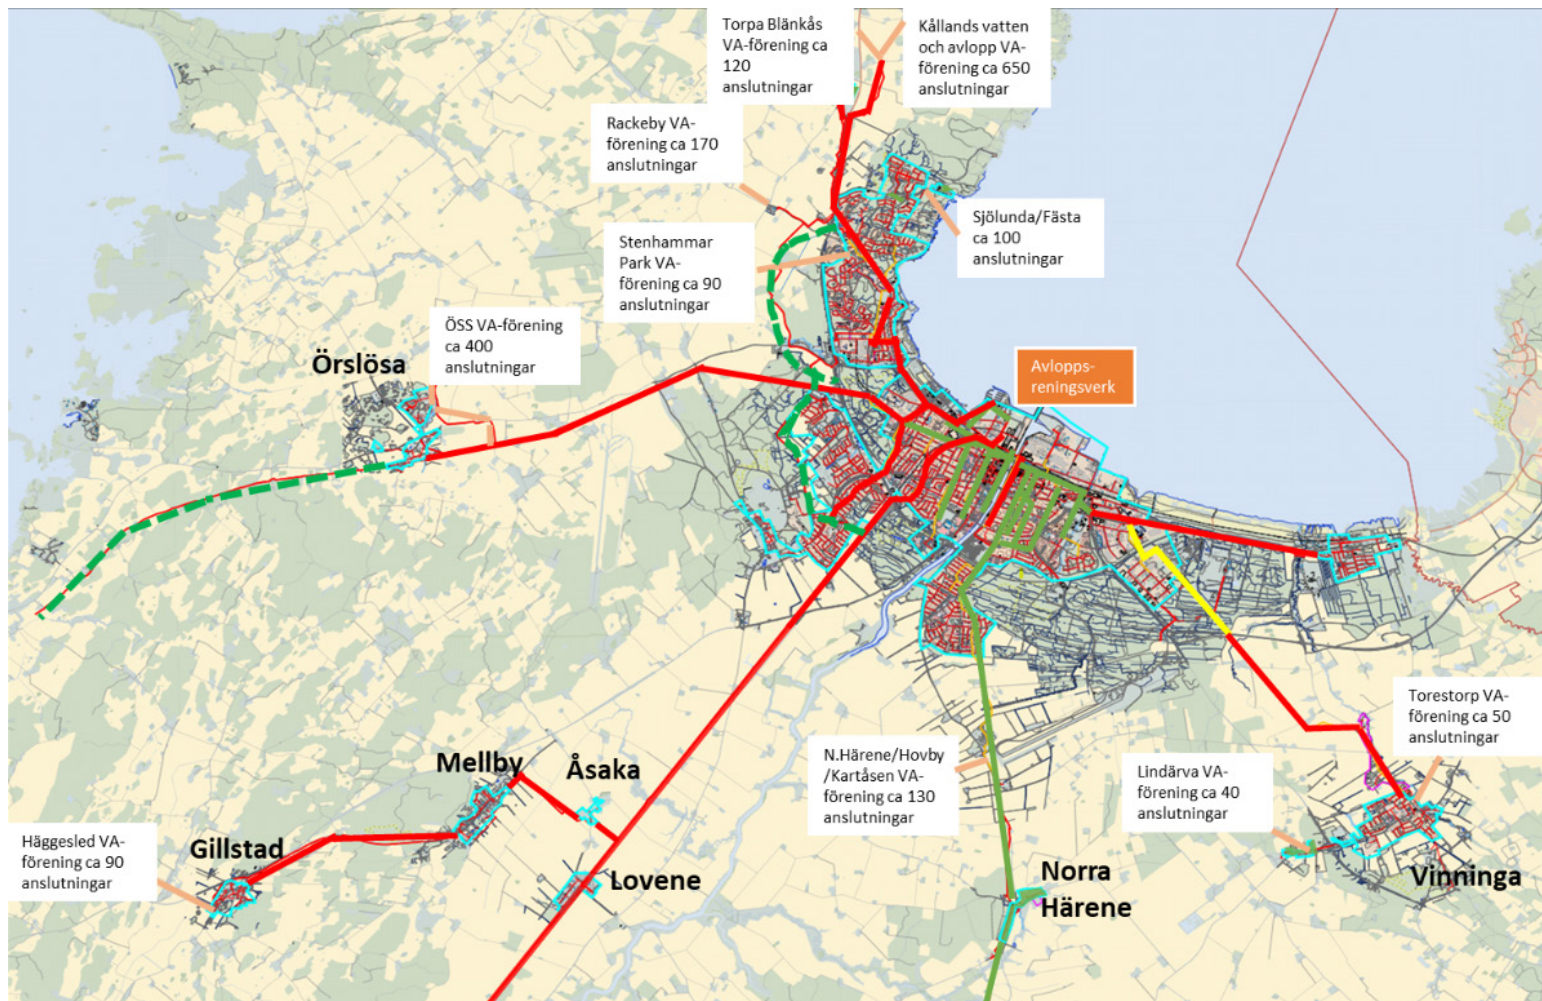 Torpa Blänkås
VA-förening ca
120
anslutningar
Kållands vatten
och avlopp VA-
förening ca 650
anslutningar
Rackeby VA-
förening ca 170
anslutningar
Sjölunda/Fästa
ca 100
anslutningar
Stenhammar
Park VA-
förening ca 90
anslutningar
ÖSS VA-förening
ca 400
anslutningar
Örslösa
Avlopps-
reningsverk
Torestorp VA-
förening ca 50
anslutningar
N.Härene/Hovby
/Kartåsen VA-
förening ca 130
anslutningar
Lindärva VA-
förening ca 40
anslutningar
Mellby
Åsaka
Häggesled VA-
förening ca 90
anslutningar
Gillstad
Lovene
Norra
Härene
Vinninga